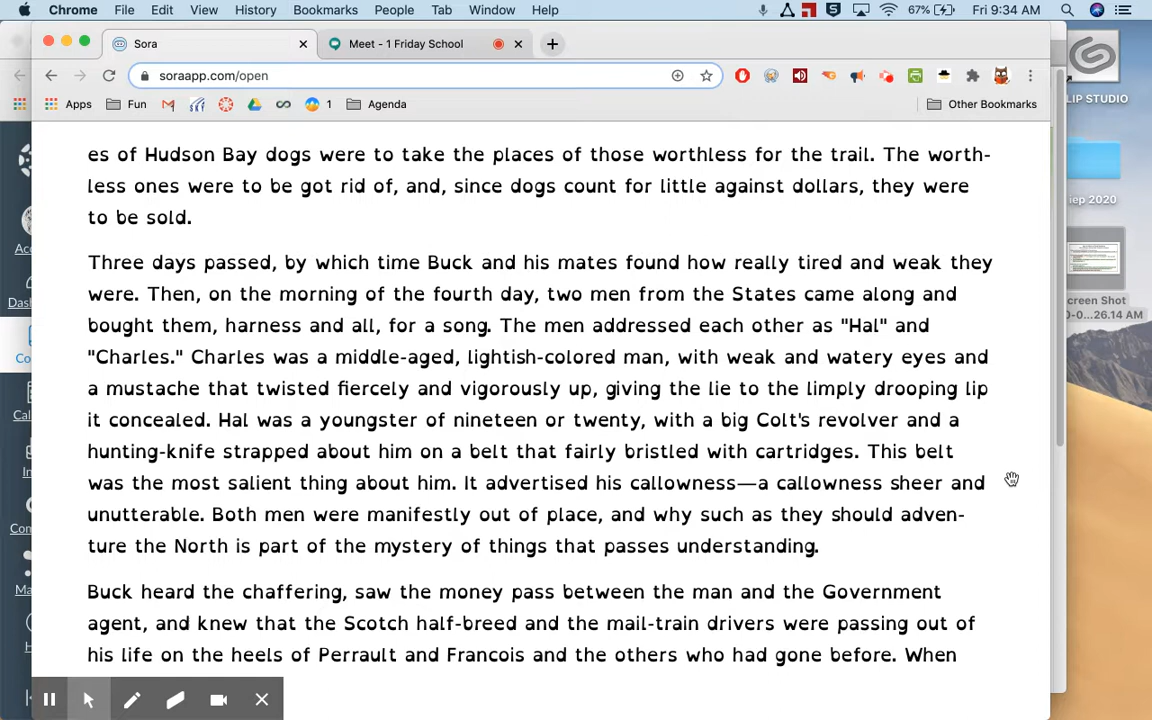 Chrome File Edit View History Bookmarks People Tab Window Help 67% Fri 9:34 AM
Sora Meet - 1 Friday School
soraapp.com/open
Apps Fun 1 Agenda Other Bookmarks
LIP STUDIO
iep 2020
creen Shot
0-0...26.14 AM
Acc
Dash
Co
Cal
Com
Ma
H
es of Hudson Bay dogs were to take the places of those worthless for the trail. The worth-
less ones were to be got rid of, and, since dogs count for little against dollars, they were
to be sold.
Three days passed, by which time Buck and his mates found how really tired and weak they
were. Then, on the morning of the fourth day, two men from the States came along and
bought them, harness and all, for a song. The men addressed each other as "Hal" and
"Charles." Charles was a middle-aged, lightish-colored man, with weak and watery eyes and
a mustache that twisted fiercely and vigorously up, giving the lie to the limply drooping lip
it concealed. Hal was a youngster of nineteen or twenty, with a big Colt's revolver and a
hunting-knife strapped about him on a belt that fairly bristled with cartridges. This belt
was the most salient thing about him. It advertised his callowness—a callowness sheer and
unutterable. Both men were manifestly out of place, and why such as they should adven-
ture the North is part of the mystery of things that passes understanding.
Buck heard the chaffering, saw the money pass between the man and the Government
agent, and knew that the Scotch half-breed and the mail-train drivers were passing out of
his life on the heels of Perrault and Francois and the others who had gone before. When